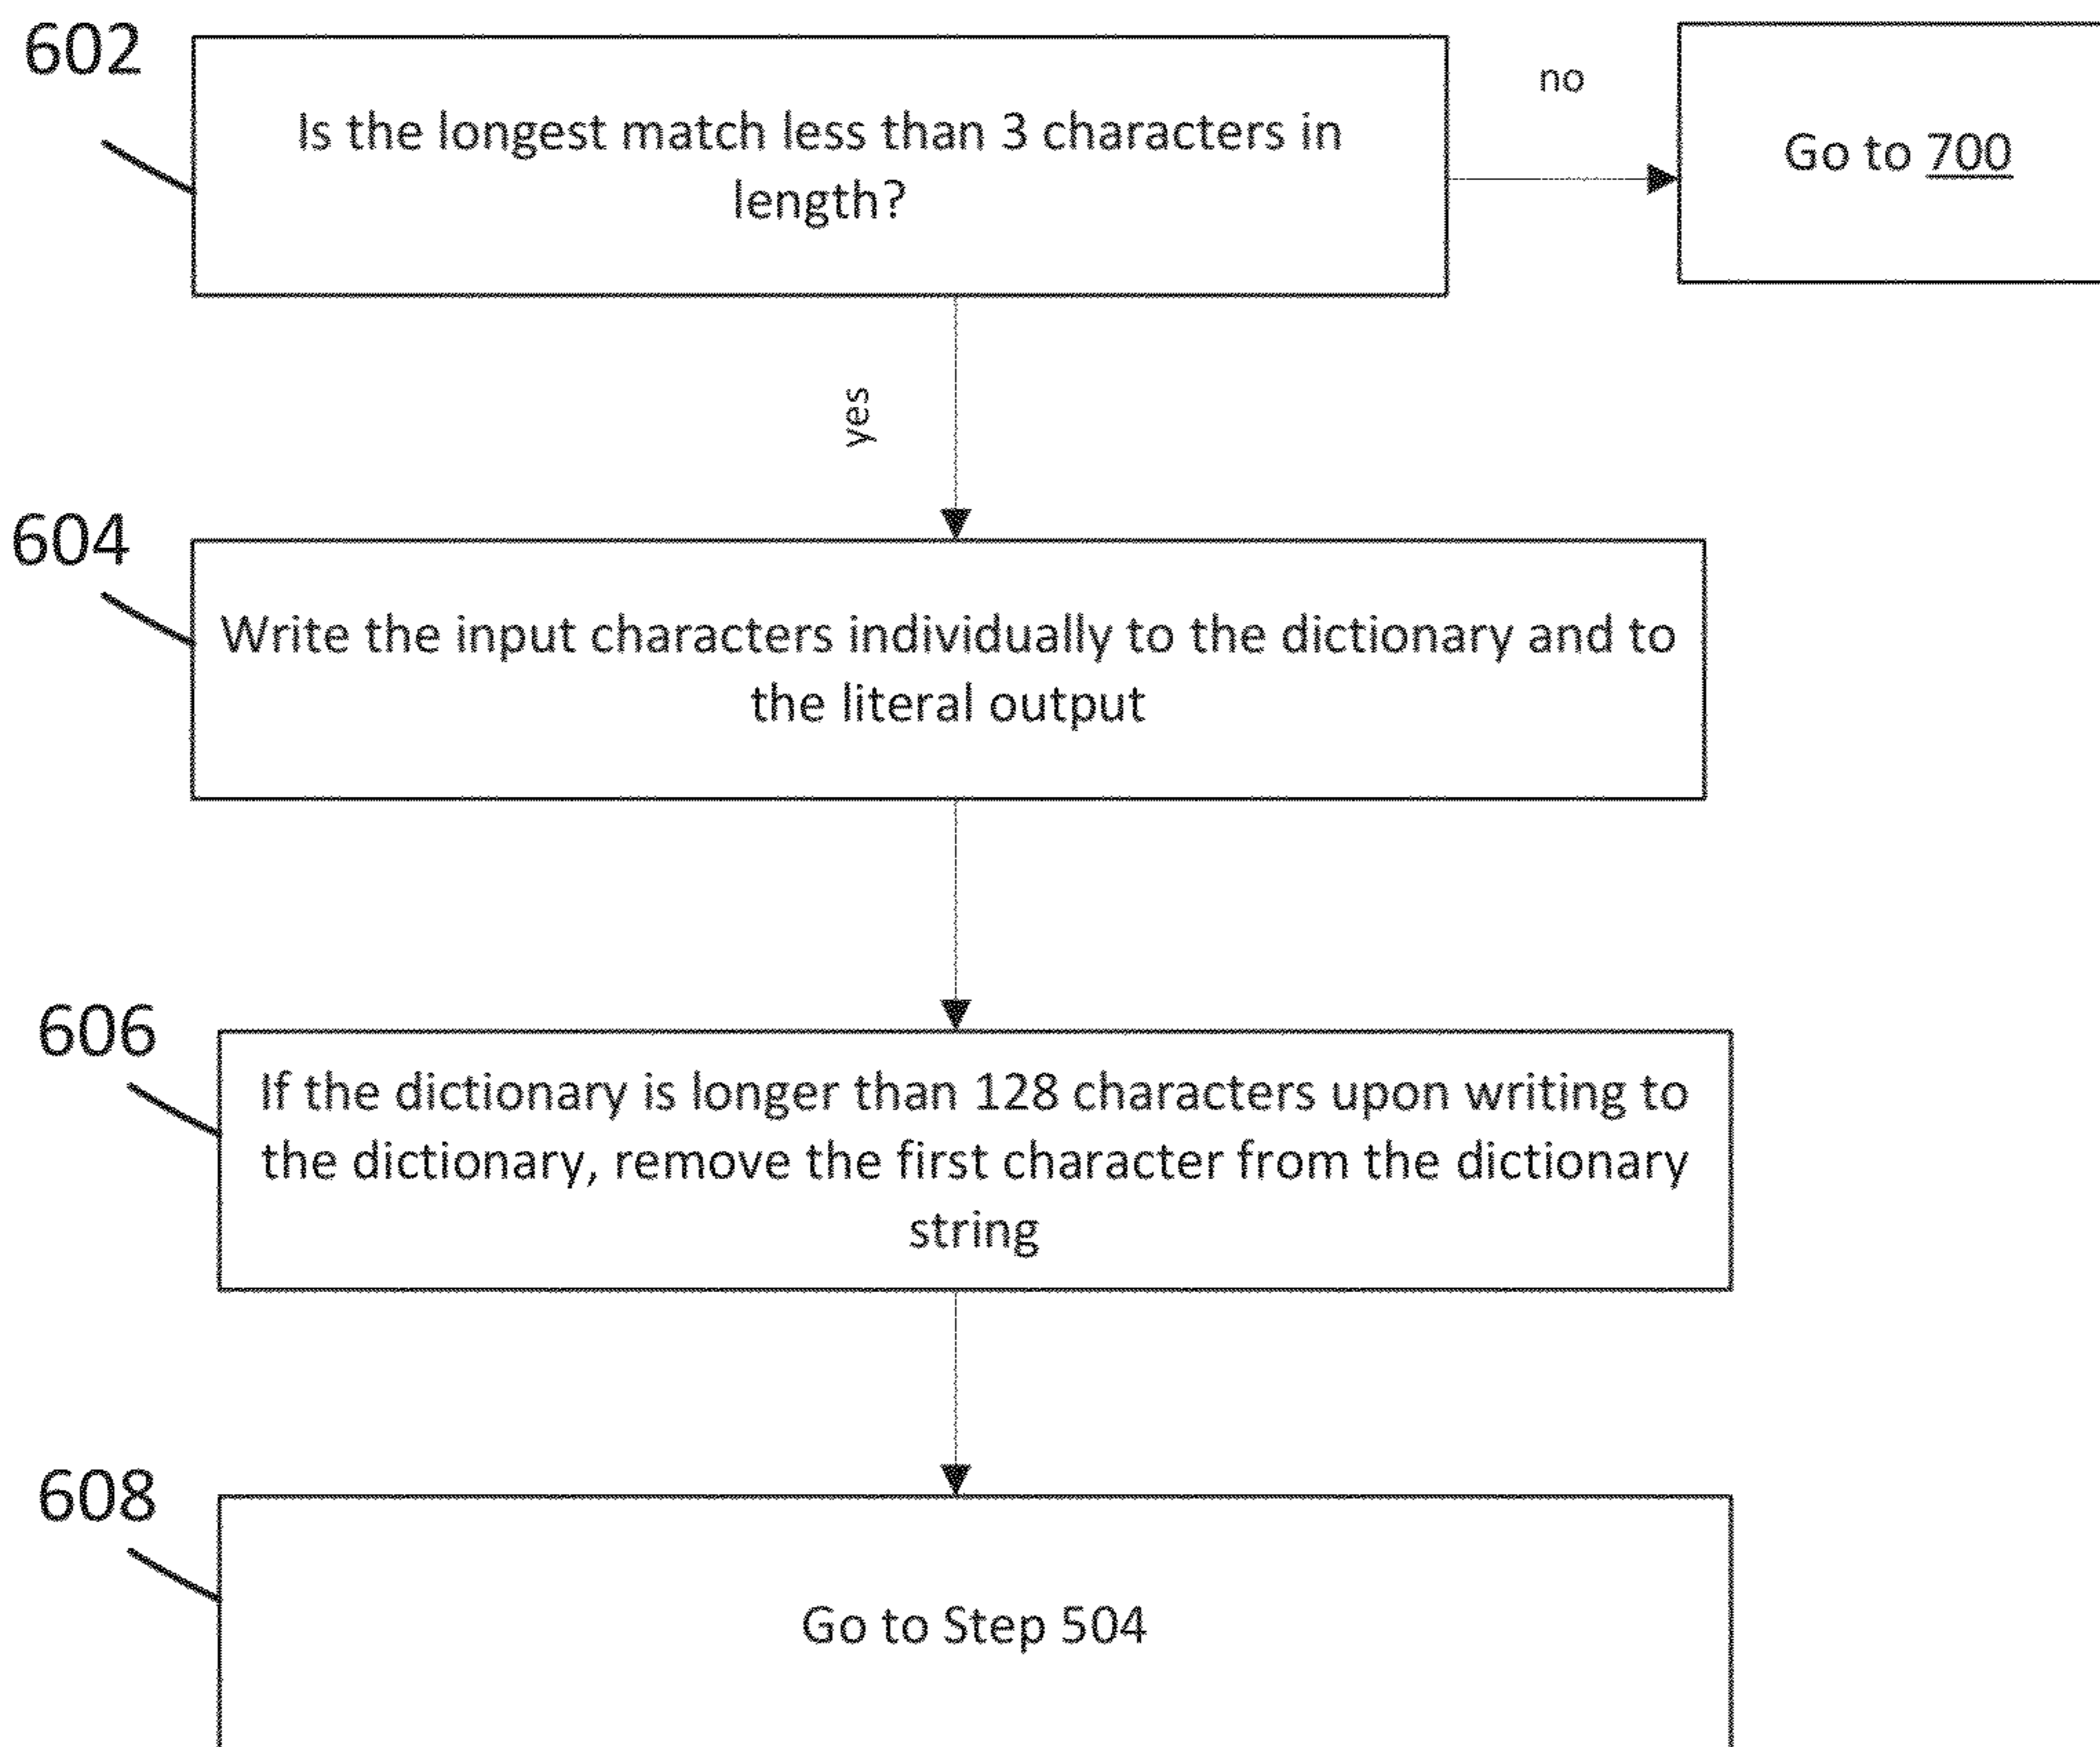 602
Is the longest match less than 3 characters in
length?
no
Go to 700
yes
604
Write the input characters individually to the dictionary and to
the literal output
606
If the dictionary is longer than 128 characters upon writing to
the dictionary, remove the first character from the dictionary
string
608
Go to Step 504